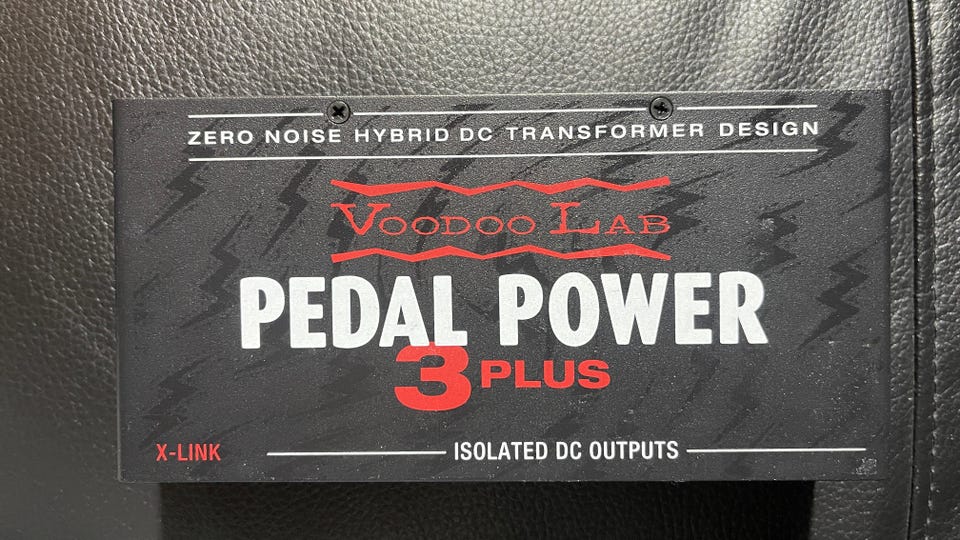 ZERO NOISE HYBRID DC TRANSFORMER DESIGN
VOODOO LAB
PEDAL POWER
3 PLUS
X-LINK
ISOLATED DC OUTPUTS